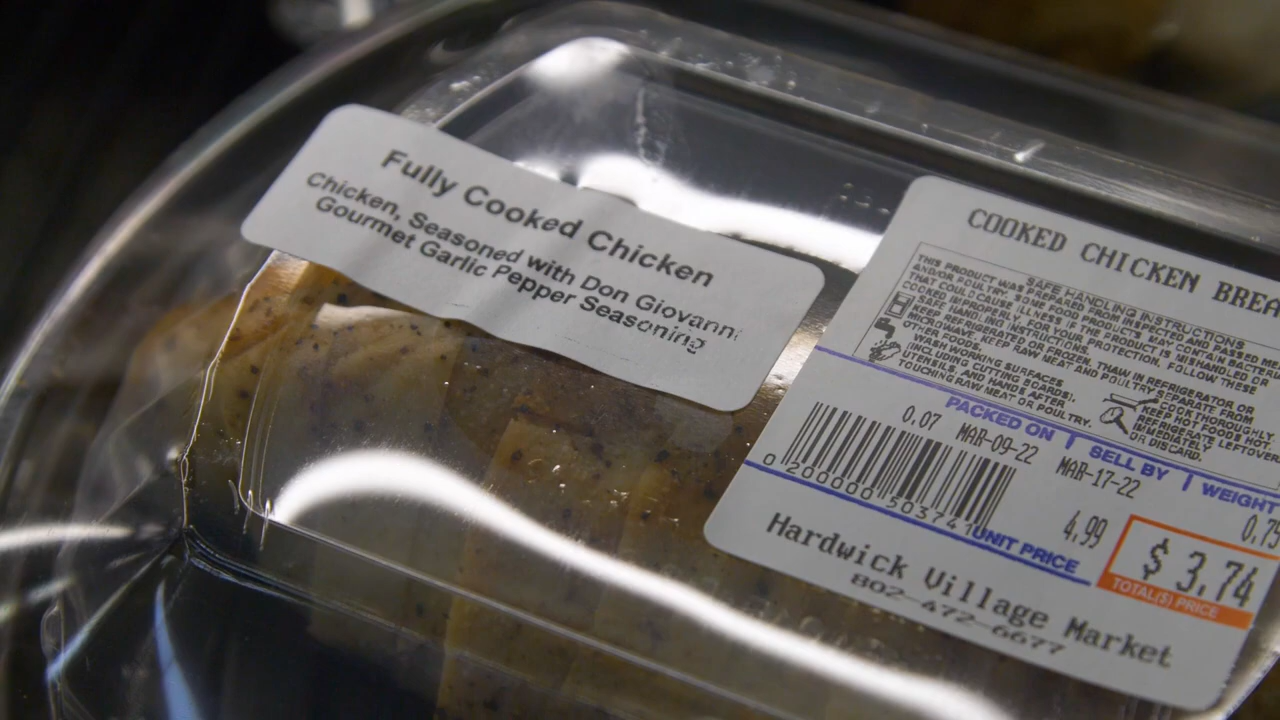 Fully Cooked Chicken
Chicken, Seasoned with Don Giovanni
Gourmet Garlic Pepper Seasoning
COOKED CHICKEN BREA
SAFE HANDLING INSTRUCTIONS
THIS PRODUCT WAS PREPARED FROM INSPECTED AND PASSED ME
AND/OR POULTRY. SOME FOOD PRODUCTS MAY CONTAIN BACTERI
THAT COULD CAUSE ILLNESS IF THE PRODUCT IS MISHANDLED OR
COOKED IMPROPERLY. FOR YOUR PROTECTION, FOLLOW THESE
SAFE HANDLING INSTRUCTIONS.
KEEP REFRIGERATED OR FROZEN. THAW IN REFRIGERATOR OR
MICROWAVE. KEEP RAW MEAT AND POULTRY SEPARATE FROM
OTHER FOODS.
WASH WORKING SURFACES
(INCLUDING CUTTING BOARDS),
UTENSILS, AND HANDS AFTER
TOUCHING RAW MEAT OR POULTRY.
COOK THOROUGHLY
KEEP HOT FOODS HOT.
REFRIGERATE LEFTOVER
IMMEDIATELY
OR DISCARD.
PACKED ON SELL BY WEIGHT
0.07 MAR-09-22 MAR-17-22 0.75
0 200000 503741
UNIT PRICE
4.99
$ 3.74
TOTAL(S) PRICE
Hardwick Village Market
802-472-6677